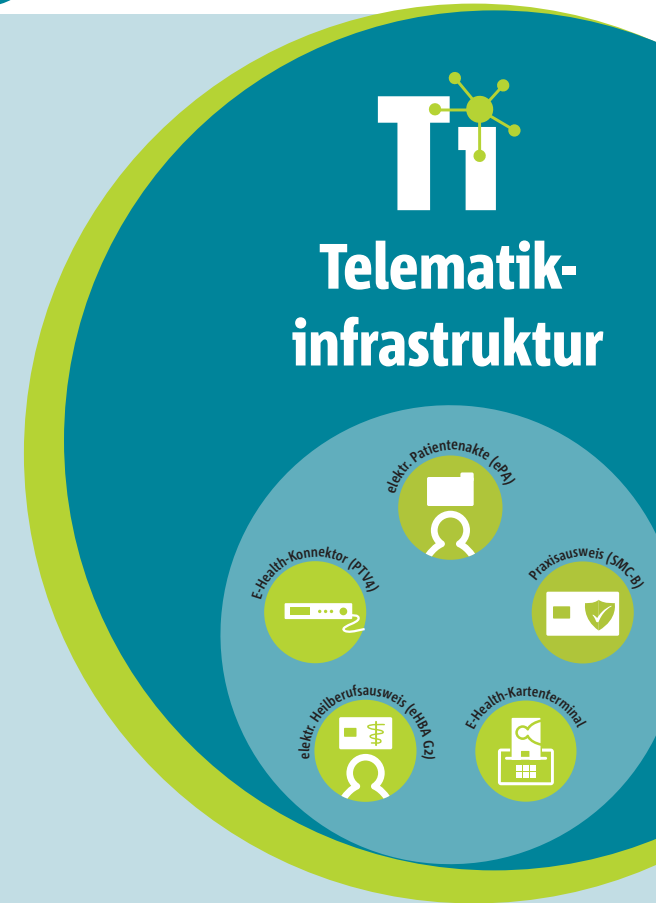 Ti
Telematik-
infrastruktur
elektr. Patientenakte (ePA)
E-Health-Konnektor (PTV4)
Praxisausweis (SMC-B)
elektr. Heilberufsausweis (eHBA G2)
E-Health-Kartenterminal